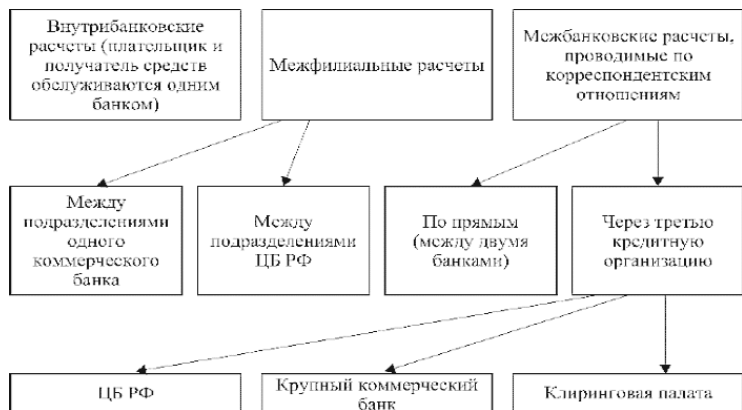 Внутрибанковские
расчеты (плательщик и
получатель средств
обслуживаются одним
банком)
Межфилиальные расчеты
Межбанковские расчеты,
проводимые по
корреспондентским
отношениям
Между
подразделениями
одного
коммерческого
банка
Между
подразделениями
ЦБ РФ
По прямым
(между двумя
банками)
Через третью
кредитную
организацию
ЦБ РФ
Крупный коммерческий
банк
Клиринговая палата